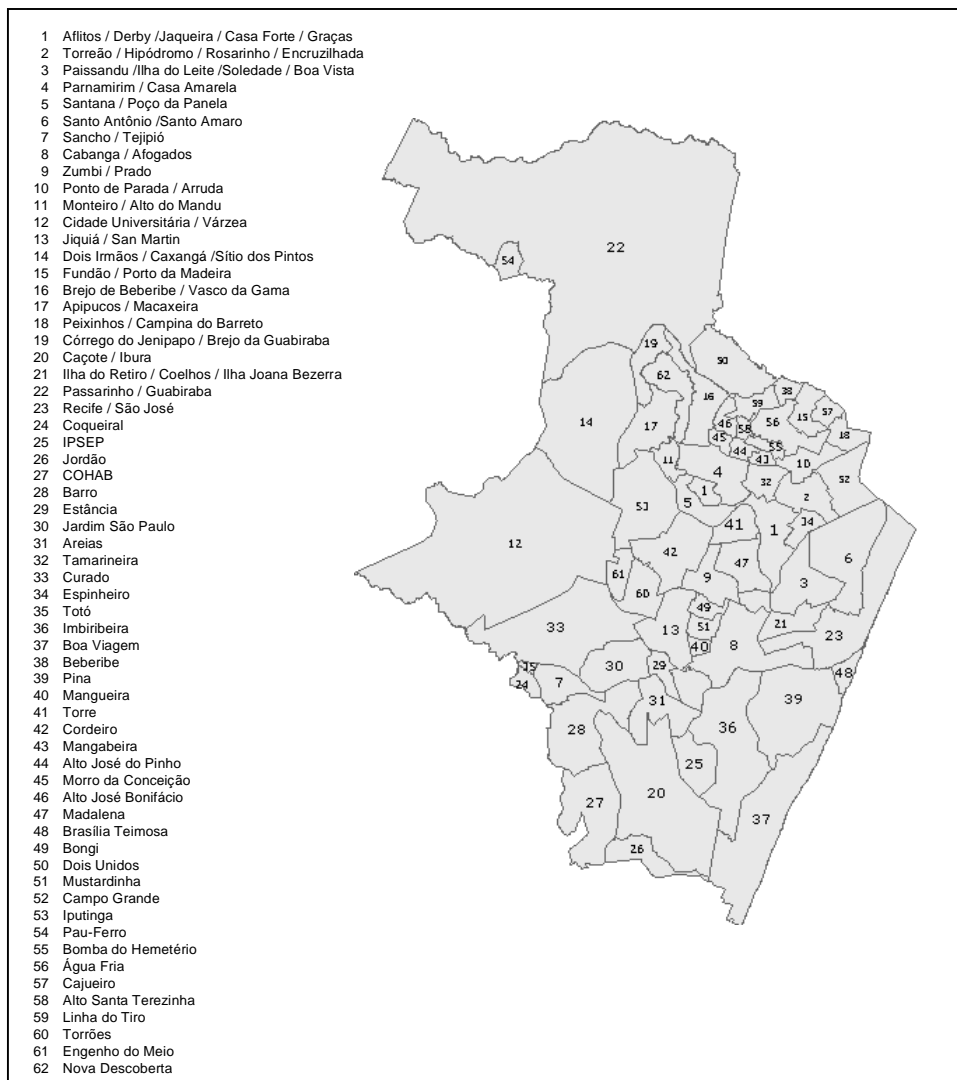 1 Aflitos / Derby /Jaqueira / Casa Forte / Graças
2 Torreão / Hipódromo / Rosarinho / Encruzilhada
3 Paissandu /Ilha do Leite /Soledade / Boa Vista
4 Parnamirim / Casa Amarela
5 Santana / Poço da Panela
6 Santo Antônio /Santo Amaro
7 Sancho / Tejipió
8 Cabanga / Afogados
9 Zumbi / Prado
10 Ponto de Parada / Arruda
11 Monteiro / Alto do Mandu
12 Cidade Universitária / Várzea
13 Jiquiá / San Martin
14 Dois Irmãos / Caxangá /Sítio dos Pintos
15 Fundão / Porto da Madeira
16 Brejo de Beberibe / Vasco da Gama
17 Apipucos / Macaxeira
18 Peixinhos / Campina do Barreto
19 Córrego do Jenipapo / Brejo da Guabiraba
20 Caçote / Ibura
21 Ilha do Retiro / Coelhos / Ilha Joana Bezerra
22 Passarinho / Guabiraba
23 Recife / São José
24 Coqueiral
25 IPSEP
26 Jordão
27 COHAB
28 Barro
29 Estância
30 Jardim São Paulo
31 Areias
32 Tamarineira
33 Curado
34 Espinheiro
35 Totó
36 Imbiribeira
37 Boa Viagem
38 Beberibe
39 Pina
40 Mangueira
41 Torre
42 Cordeiro
43 Mangabeira
44 Alto José do Pinho
45 Morro da Conceição
46 Alto José Bonifácio
47 Madalena
48 Brasília Teimosa
49 Bongi
50 Dois Unidos
51 Mustardinha
52 Campo Grande
53 Iputinga
54 Pau-Ferro
55 Bomba do Hemetério
56 Água Fria
57 Cajueiro
58 Alto Santa Terezinha
59 Linha do Tiro
60 Torrões
61 Engenho do Meio
62 Nova Descoberta
22
54
19
50
62
38
16
59
57
15
56
46
58
14
17
18
45
55
44
43
11
10
4
52
32
1
2
5
53
34
41
1
12
42
6
47
61
9
3
60
49
21
33
13
51
23
8
40
30
29
35
48
24
7
31
39
28
36
25
20
27
37
26